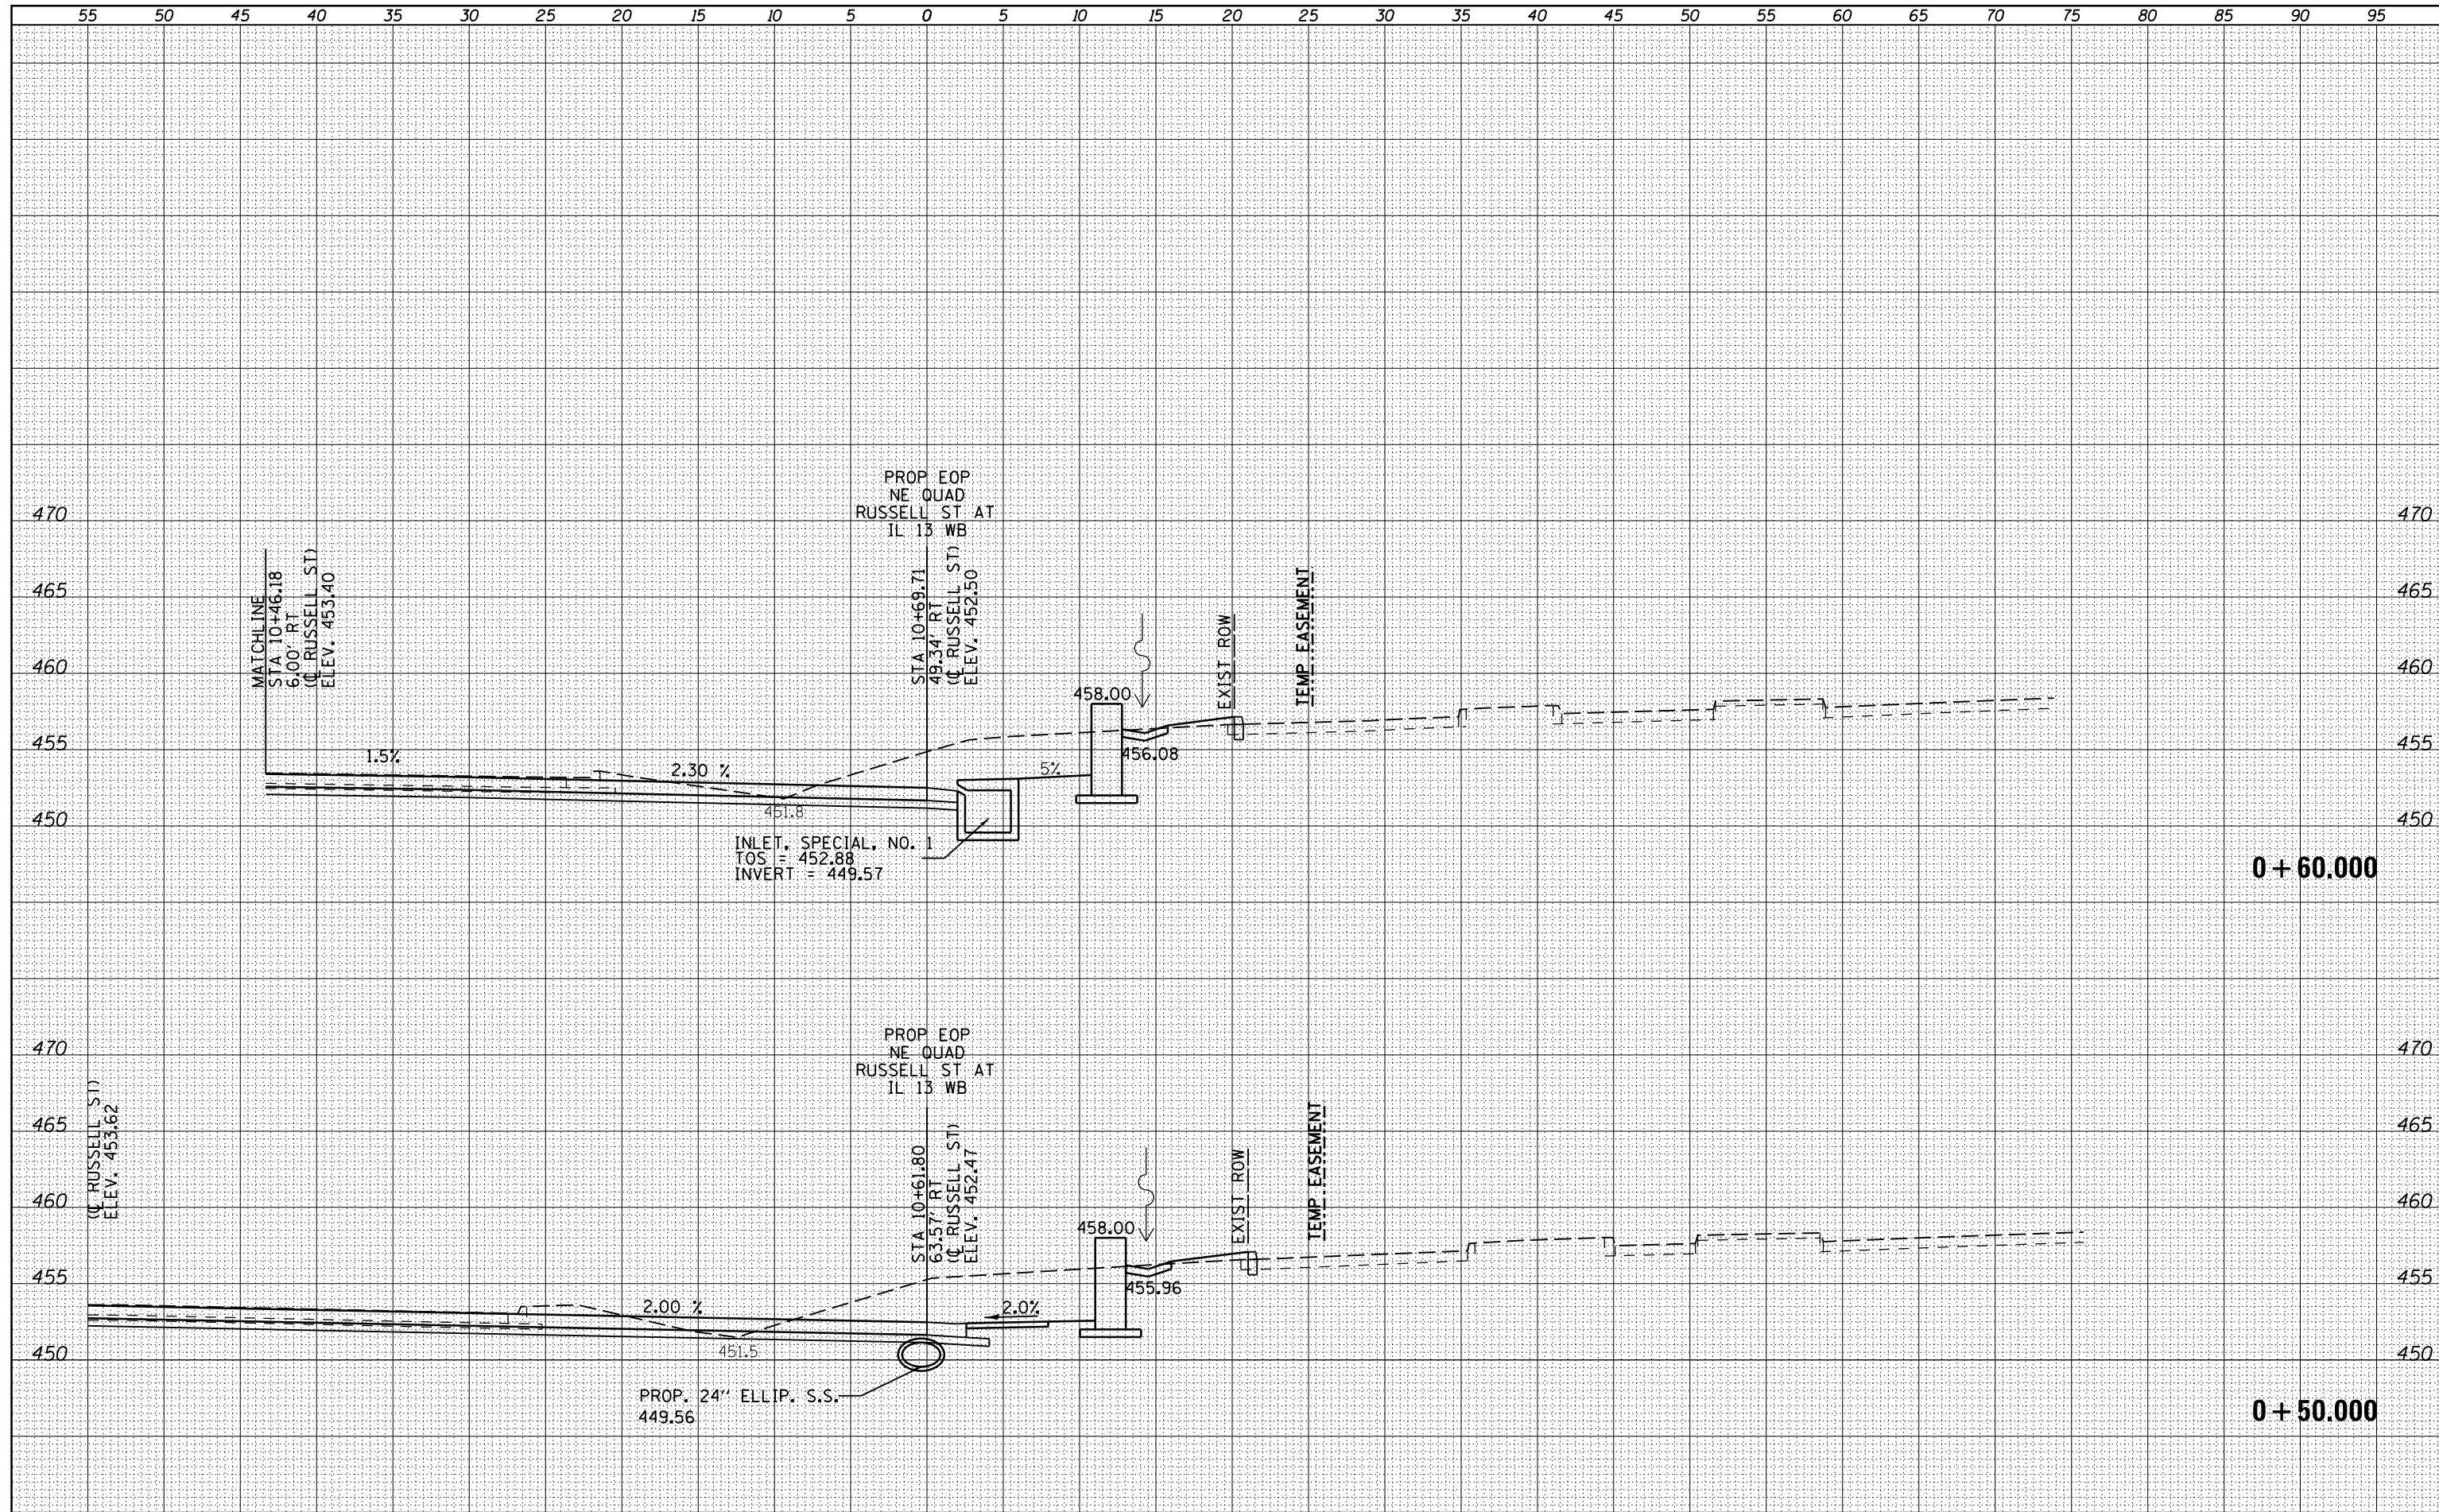 55 50 45 40 35 30 25 20 15 10 5 0 5 10 15 20 25 30 35 40 45 50 55 60 65 70 75 80 85 90 95
PROP EOP
NE QUAD
RUSSELL ST AT
IL 13 WB
470 470
465 465
460 460
455 455
450 450
MATCHLINE
STA 10+46.18
6.00' RT
(℄ RUSSELL ST)
ELEV. 453.40
STA 10+69.71
49.34' RT
(℄ RUSSELL ST)
ELEV. 452.50
EXIST ROW
TEMP EASEMENT
458.00
456.08
1.5%
2.30 %
5%
451.8
INLET, SPECIAL, NO. 1
TOS = 452.88
INVERT = 449.57
0+60.000
PROP EOP
NE QUAD
RUSSELL ST AT
IL 13 WB
470 470
465 465
460 460
455 455
450 450
(℄ RUSSELL ST)
ELEV. 453.62
STA 10+61.80
63.57' RT
(℄ RUSSELL ST)
ELEV. 452.47
EXIST ROW
TEMP EASEMENT
458.00
455.96
2.00 %
2.0%
451.5
PROP. 24'' ELLIP. S.S.
449.56
0+50.000